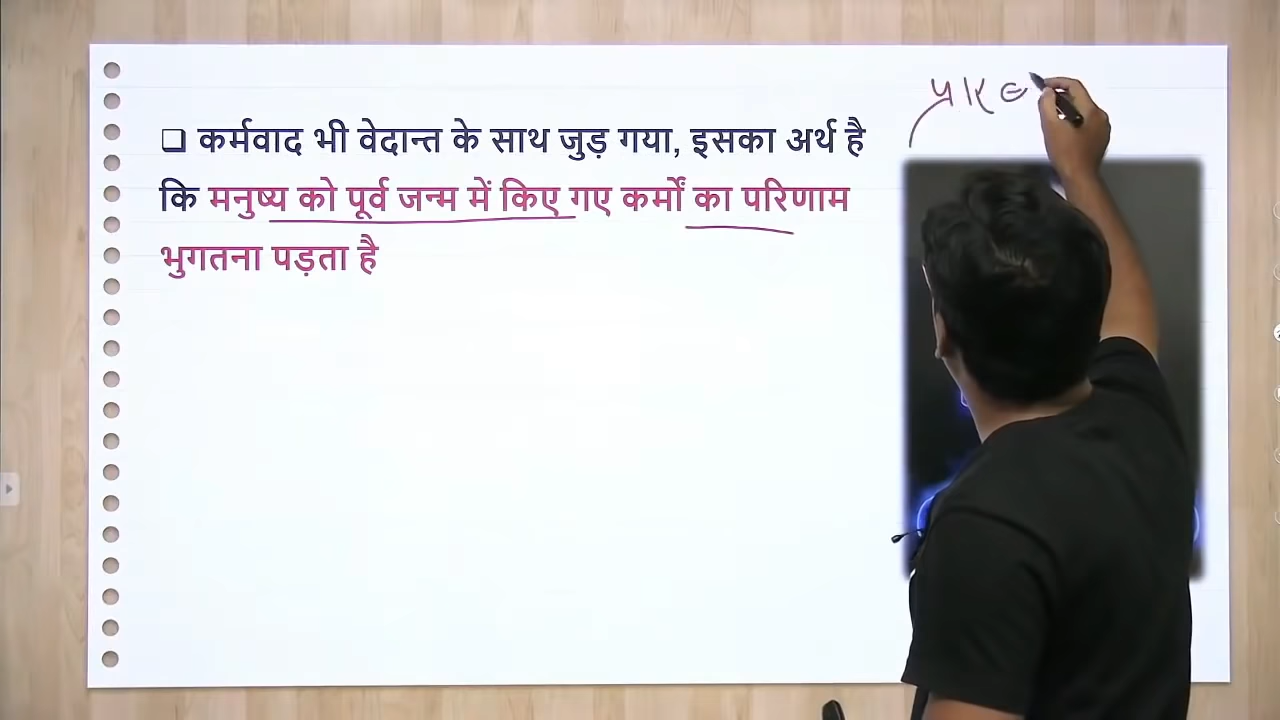 ❑ कर्मवाद भी वेदान्त के साथ जुड़ गया, इसका अर्थ है
कि मनुष्य को पूर्व जन्म में किए गए कर्मों का परिणाम
भुगतना पड़ता है